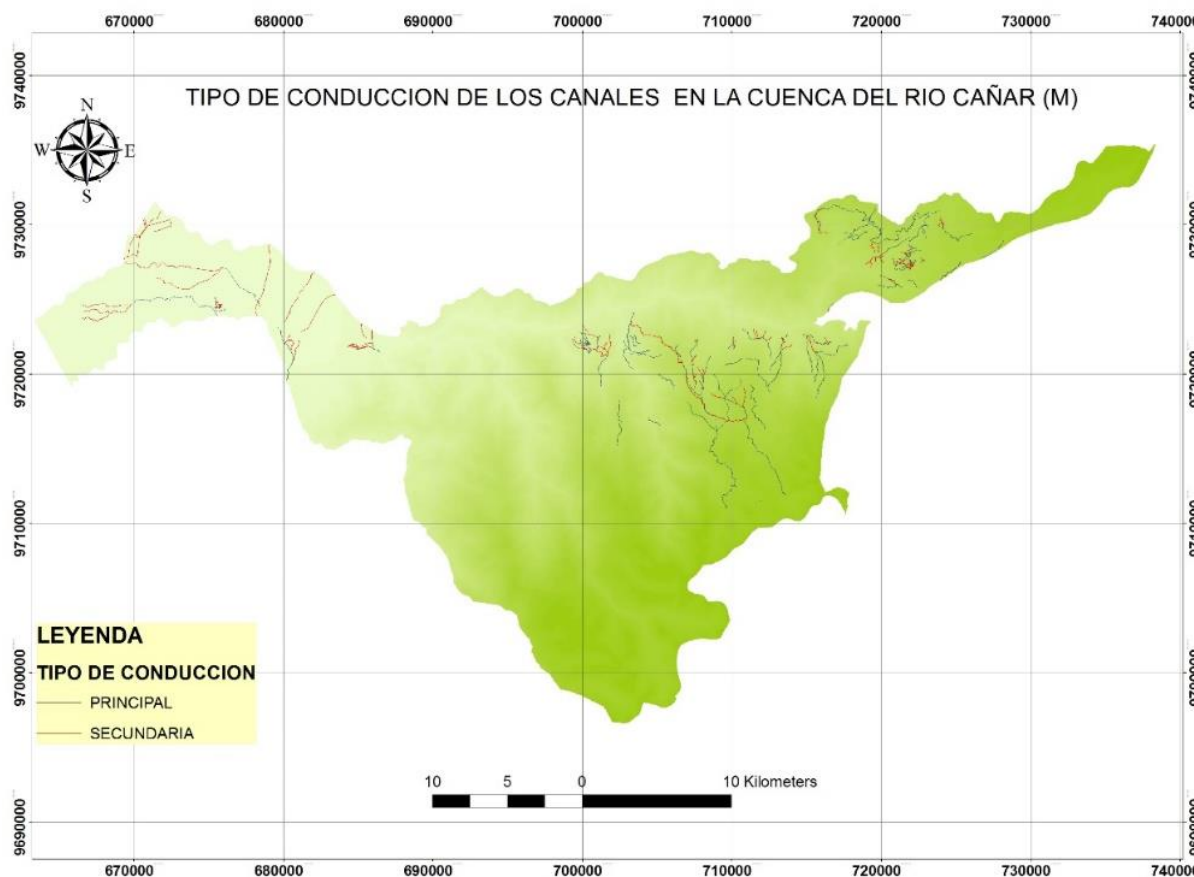 670000 680000 690000 700000 710000 720000 730000
9740000
TIPO DE CONDUCCION DE LOS CANALES EN LA CUENCA DEL RIO CAÑAR (M)
N
W E
S
9730000
9720000
9710000
LEYENDA
TIPO DE CONDUCCION
9700000
PRINCIPAL
SECUNDARIA
10 5 0 10 Kilometers
9690000
670000 680000 690000 700000 710000 720000 730000